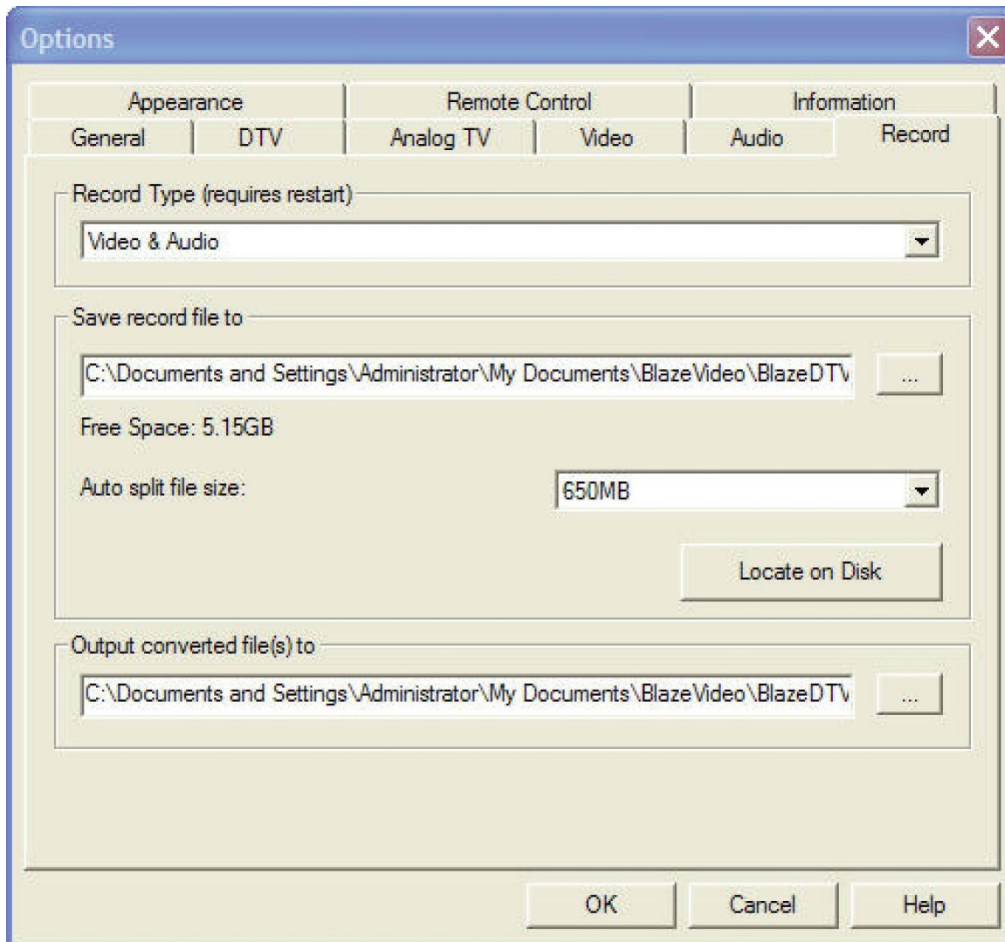 Options
Appearance Remote Control Information
General DTV Analog TV Video Audio Record
Record Type (requires restart)
Video & Audio
Save record file to
C:\Documents and Settings\Administrator\My Documents\BlazeVideo\BlazeDTV
...
Free Space: 5.15GB
Auto split file size:
650MB
Locate on Disk
Output converted file(s) to
C:\Documents and Settings\Administrator\My Documents\BlazeVideo\BlazeDTV
...
OK Cancel Help